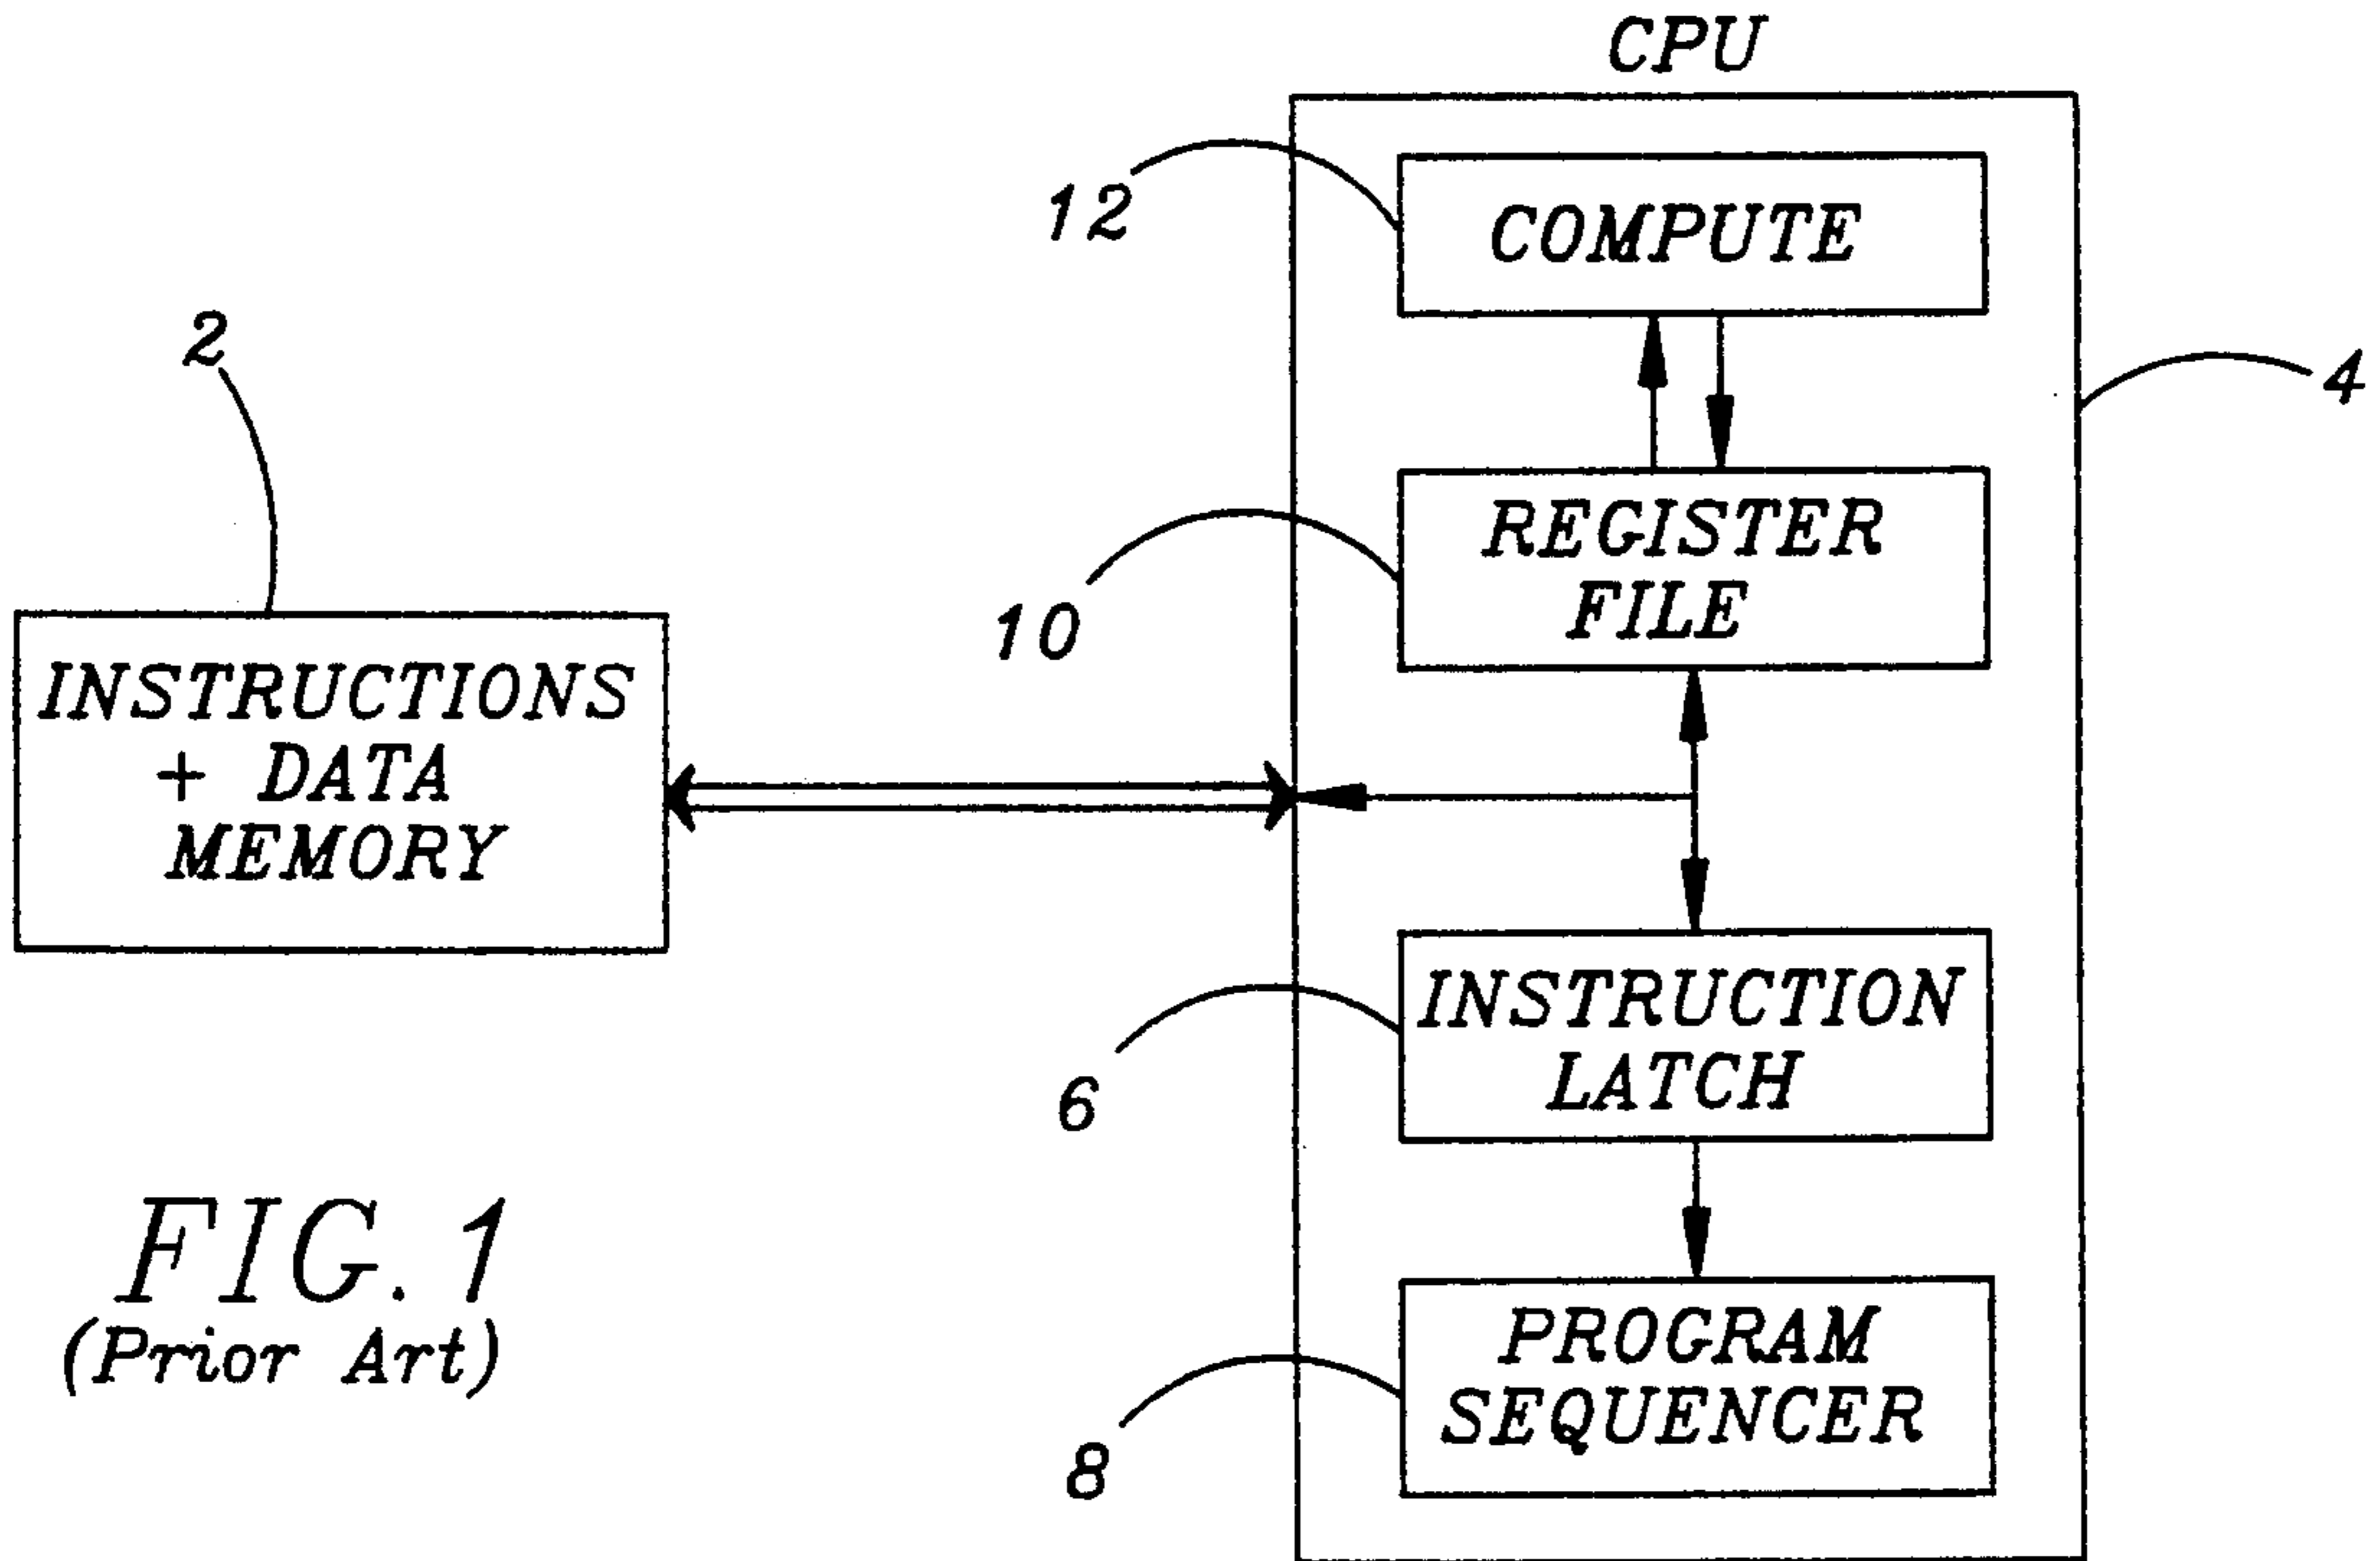 CPU
12
COMPUTE
2
4
10
REGISTER
FILE
INSTRUCTIONS
+ DATA
MEMORY
6
INSTRUCTION
LATCH
8
PROGRAM
SEQUENCER
FIG.1
(Prior Art)